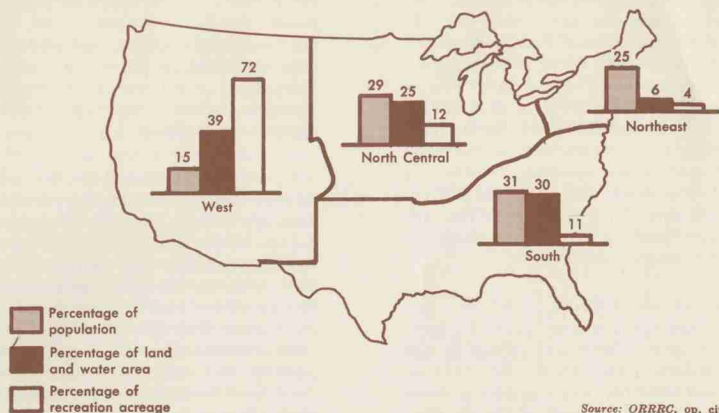 72
39
15
West
29
25
12
North Central
25
6
4
Northeast
31
30
11
South
Percentage of
population
Percentage of land
and water area
Percentage of
recreation acreage
Source: ORRRC, op. ci